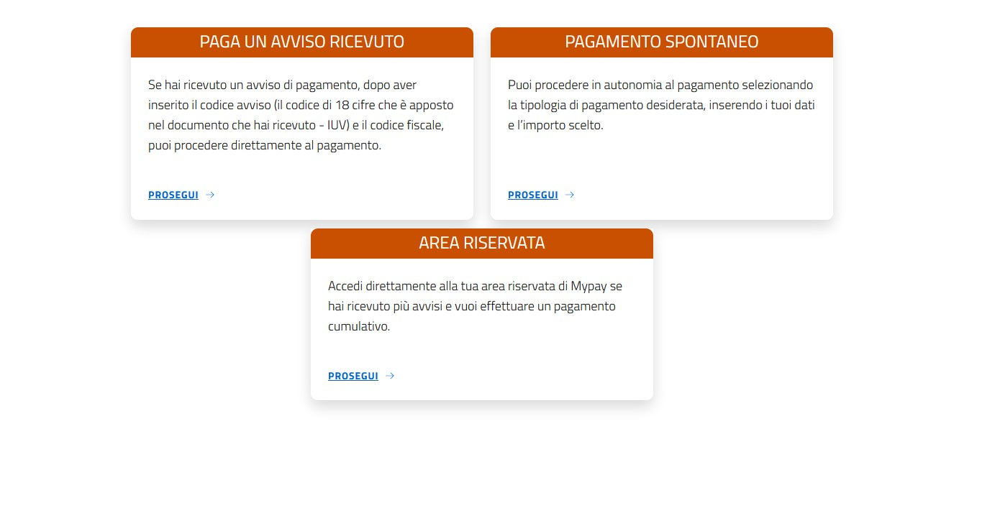 PAGA UN AVVISO RICEVUTO
Se hai ricevuto un avviso di pagamento, dopo aver
inserito il codice avviso (il codice di 18 cifre che è apposto
nel documento che hai ricevuto - IUV) e il codice fiscale,
puoi procedere direttamente al pagamento.
PROSEGUI
PAGAMENTO SPONTANEO
Puoi procedere in autonomia al pagamento selezionando
la tipologia di pagamento desiderata, inserendo i tuoi dati
e l’importo scelto.
PROSEGUI
AREA RISERVATA
Accedi direttamente alla tua area riservata di Mypay se
hai ricevuto più avvisi e vuoi effettuare un pagamento
cumulativo.
PROSEGUI